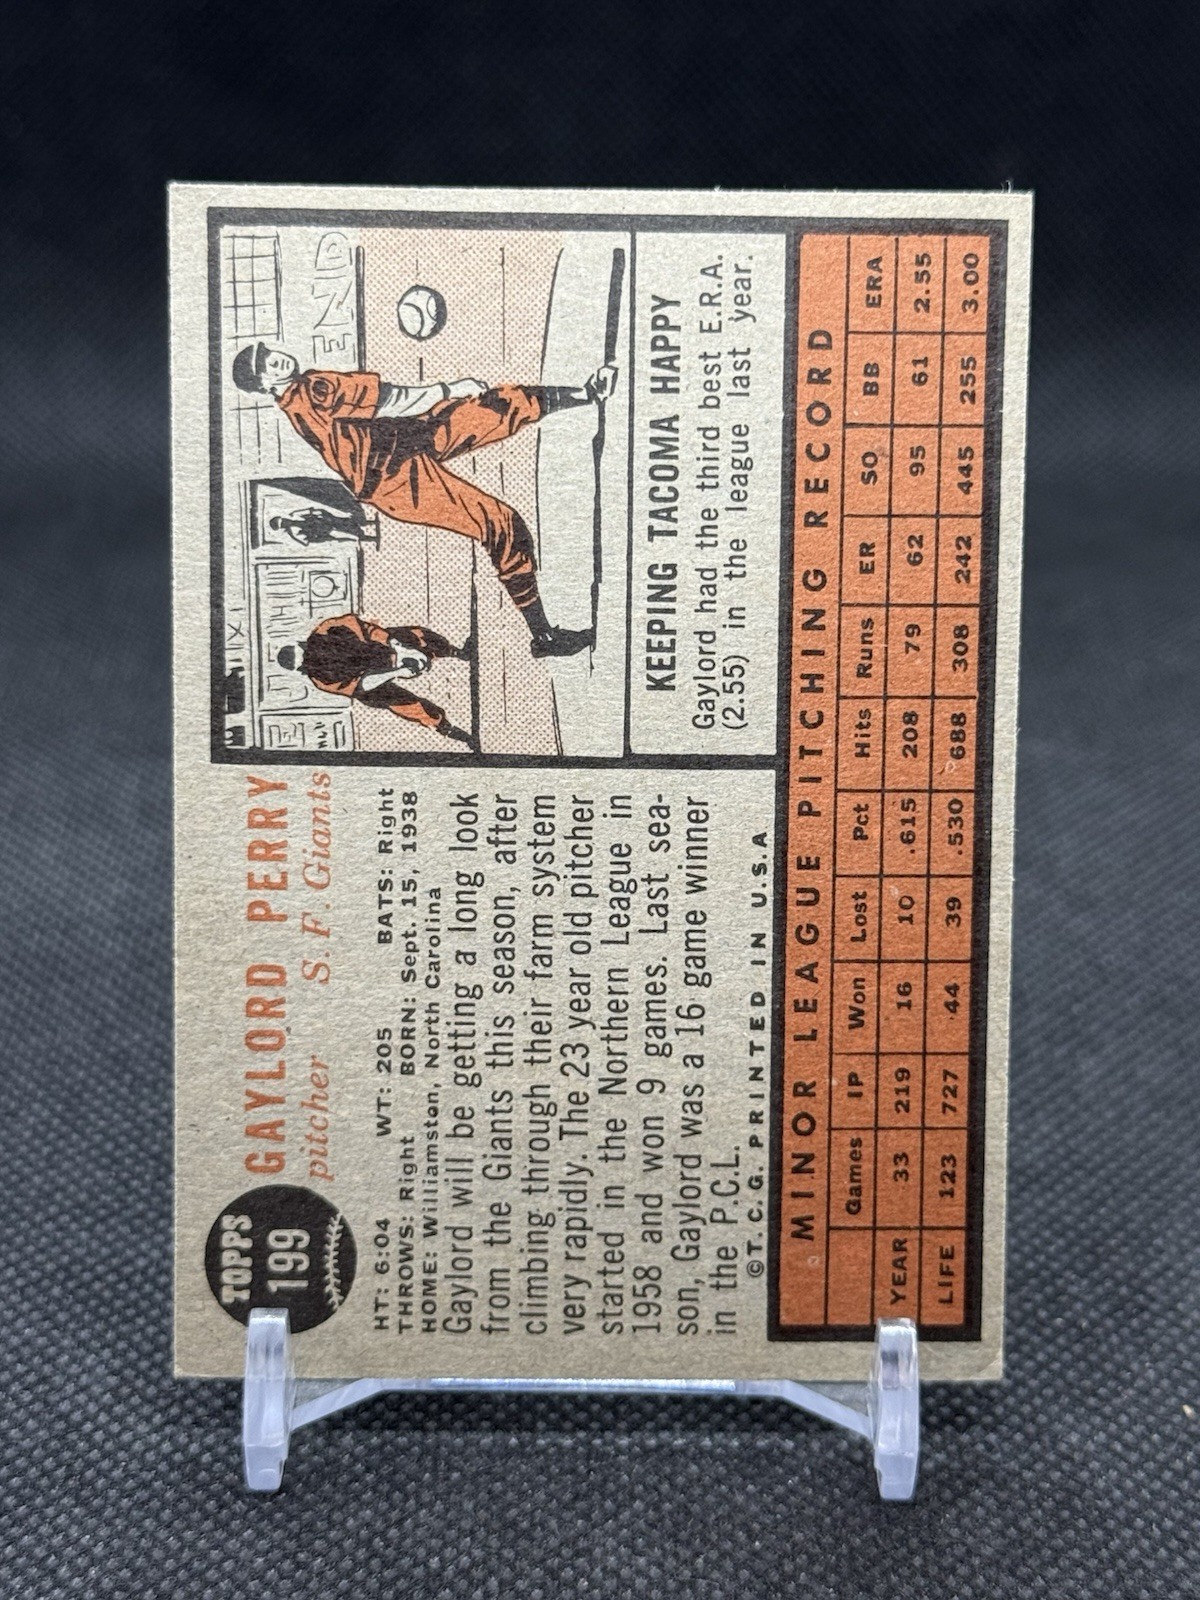 TOPPS
199
GAYLORD PERRY
pitcher S. F. Giants
HT: 6:04 WT: 205 BATS: Right
THROWS: Right BORN: Sept. 15, 1938
HOME: Williamston, North Carolina
Gaylord will be getting a long look
from the Giants this season, after
climbing through their farm system
very rapidly. The 23 year old pitcher
started in the Northern League in
1958 and won 9 games. Last sea-
son, Gaylord was a 16 game winner
in the P.C.L.
©T. C. G. PRINTED IN U.S.A
END
KEEPING TACOMA HAPPY
Gaylord had the third best E.R.A.
(2.55) in the league last year.
MINOR LEAGUE PITCHING RECORD
Games IP Won Lost Pct Hits Runs ER SO BB ERA
YEAR 33 219 16 10 .615 208 79 62 95 61 2.55
LIFE 123 727 44 39 .530 688 308 242 445 255 3.00